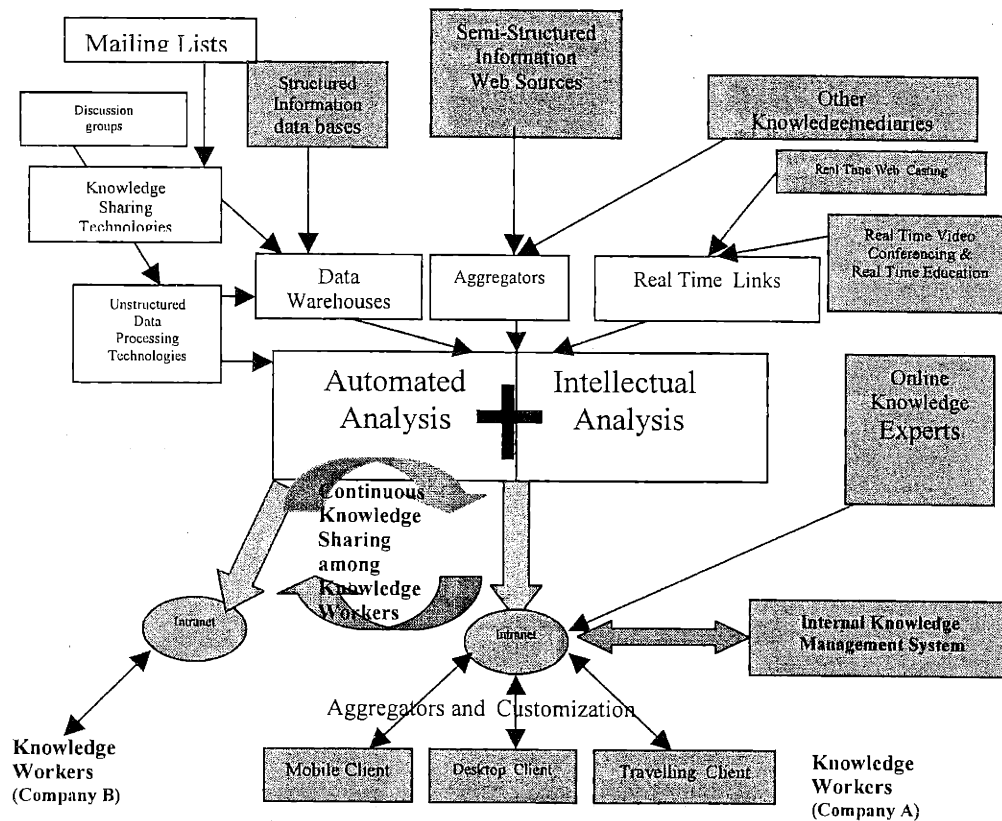 Mailing Lists
Semi-Structured
Information
Web Sources
Structured
Information
data bases
Other
Knowledgemediaries
Discussion
groups
Real Time Web Casting
Knowledge
Sharing
Technologies
Real Time Video
Conferencing &
Real Time Education
Data
Warehouses
Aggregators
Real Time Links
Unstructured
Data
Processing
Technologies
Automated
Analysis
Intellectual
Analysis
Online
Knowledge
Experts
Continuous
Knowledge
Sharing
among
Knowledge
Workers
Intranet
Intranet
Internal Knowledge
Management System
Aggregators and Customization
Knowledge
Workers
(Company B)
Mobile Client
Desktop Client
Travelling Client
Knowledge
Workers
(Company A)